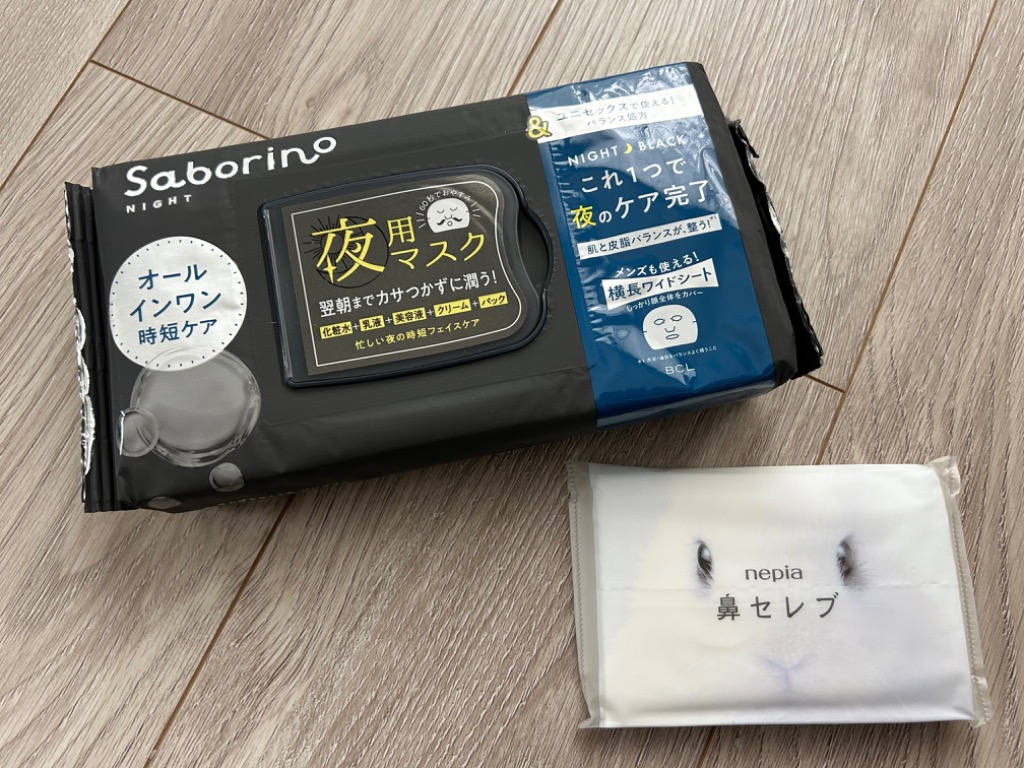 Saborino
NIGHT
オール
インワン
時短ケア
60秒でおやすみ!
夜用
マスク
翌朝までカサつかずに潤う!
化粧水+乳液+美容液+クリーム+パック
忙しい夜の時短フェイスケア
&
ユニセックスで使える!
バランス処方
NIGHT BLACK
これ1つで
夜のケア完了
肌と皮脂バランスが、整う!*1
メンズも使える!
横長ワイドシート
しっかり顔全体をカバー
BCL
nepia
鼻セレブ